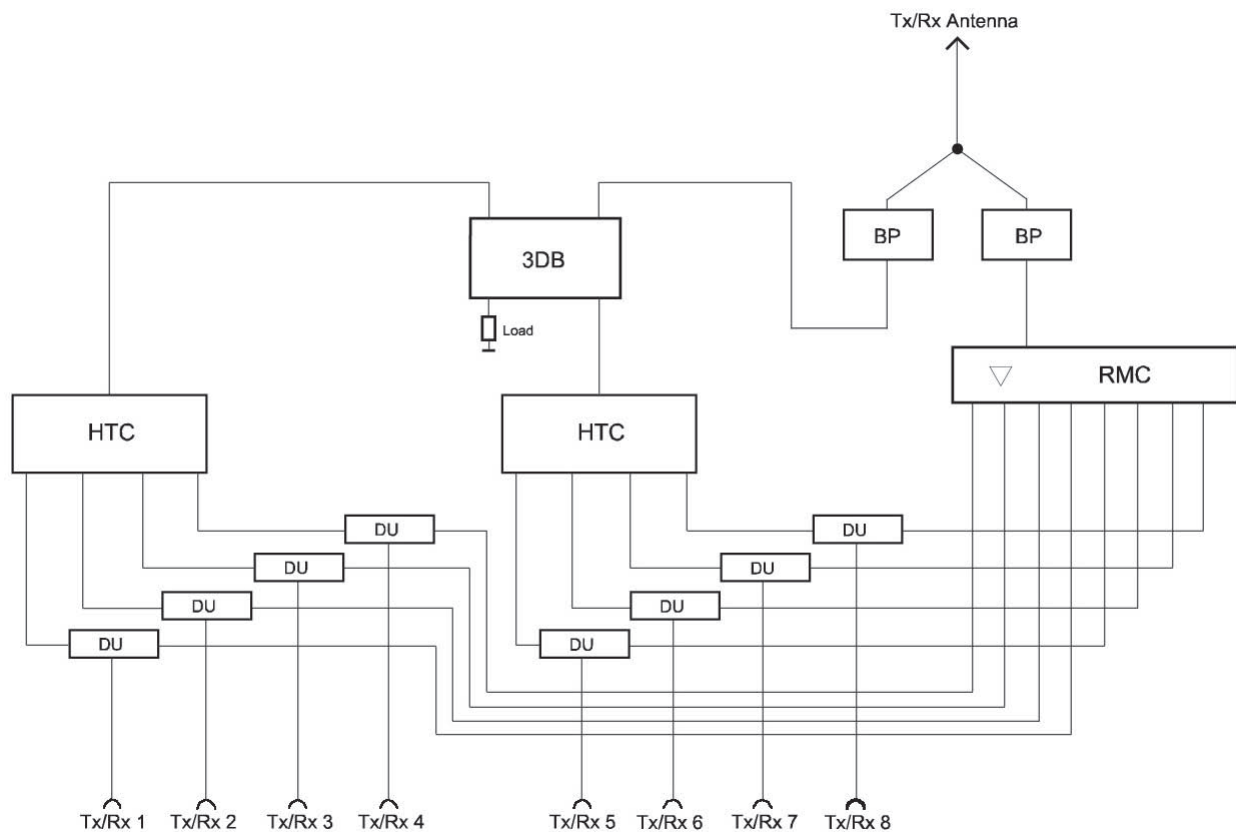 Tx/Rx Antenna
BP
BP
3DB
Load
RMC
HTC
HTC
DU
DU
DU
DU
DU
DU
DU
DU
Tx/Rx 1
Tx/Rx 2
Tx/Rx 3
Tx/Rx 4
Tx/Rx 5
Tx/Rx 6
Tx/Rx 7
Tx/Rx 8